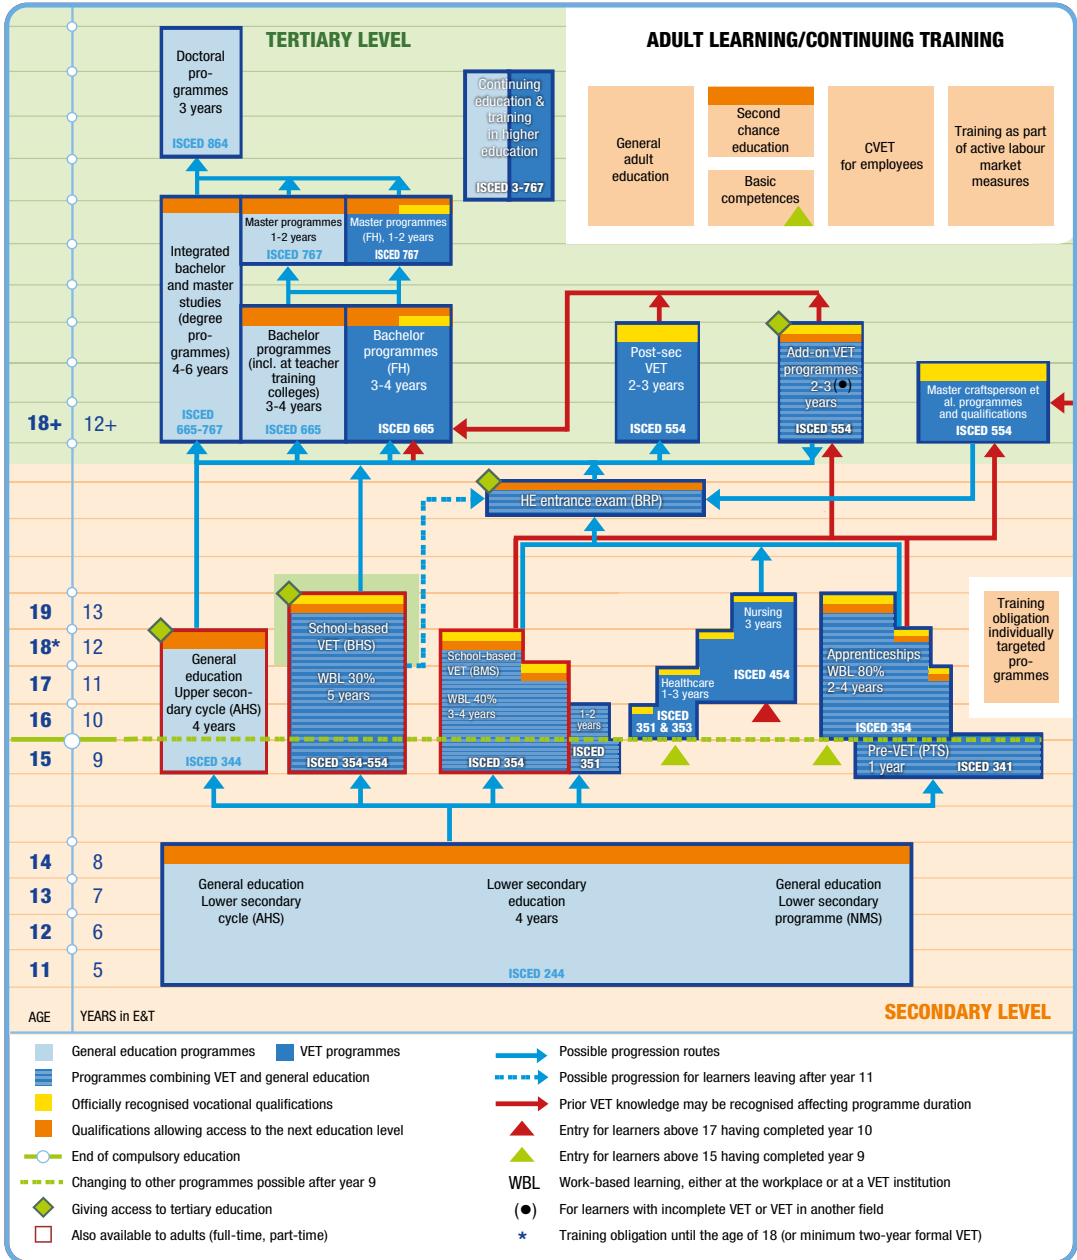 TERTIARY LEVEL
ADULT LEARNING/CONTINUING TRAINING
Doctoral
pro-
grammes
3 years
ISCED 864
Continuing
education &
training
in higher
education
ISCED 3-767
General
adult
education
Second
chance
education
Basic
competences
CVET
for employees
Training as part
of active labour
market
measures
Integrated
bachelor
and master
studies
(degree
pro-
grammes)
4-6 years
ISCED
665-767
Master programmes
1-2 years
ISCED 767
Master programmes
(FH), 1-2 years
ISCED 767
Bachelor
programmes
(incl. at teacher
training
colleges)
3-4 years
ISCED 665
Bachelor
programmes
(FH)
3-4 years
ISCED 665
Post-sec
VET
2-3 years
ISCED 554
Add-on VET
programmes
2-3 (●)
years
ISCED 554
Master craftsperson et
al. programmes
and qualifications
ISCED 554
18+ 12+
HE entrance exam (BRP)
19 13
18* 12
17 11
16 10
15 9
General
education
Upper secon-
dary cycle (AHS)
4 years
ISCED 344
School-based
VET (BHS)
WBL 30%
5 years
ISCED 354-554
School-based
VET (BMS)
WBL 40%
3-4 years
ISCED 354
1-2
years
ISCED
351
Healthcare
1-3 years
ISCED
351 & 353
Nursing
3 years
ISCED 454
Apprenticeships
WBL 80%
2-4 years
ISCED 354
Pre-VET (PTS)
1 year ISCED 341
Training
obligation
individually
targeted
pro-
grammes
14 8
13 7
12 6
11 5
General education
Lower secondary
cycle (AHS)
Lower secondary
education
4 years
General education
Lower secondary
programme (NMS)
ISCED 244
AGE YEARS in E&T
SECONDARY LEVEL
General education programmes VET programmes
Programmes combining VET and general education
Officially recognised vocational qualifications
Qualifications allowing access to the next education level
End of compulsory education
Changing to other programmes possible after year 9
Giving access to tertiary education
Also available to adults (full-time, part-time)
Possible progression routes
Possible progression for learners leaving after year 11
Prior VET knowledge may be recognised affecting programme duration
Entry for learners above 17 having completed year 10
Entry for learners above 15 having completed year 9
WBL Work-based learning, either at the workplace or at a VET institution
(●) For learners with incomplete VET or VET in another field
* Training obligation until the age of 18 (or minimum two-year formal VET)